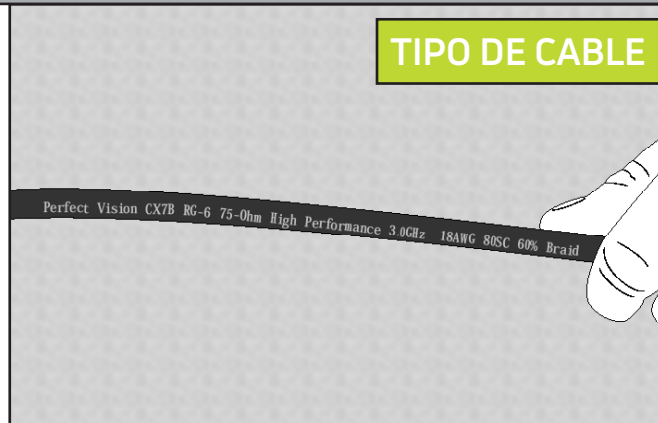 TIPO DE CABLE
Perfect Vision CX7B RG-6 75-Ohm High Performance 3.0GHz 18AWG 80SC 60% Braid